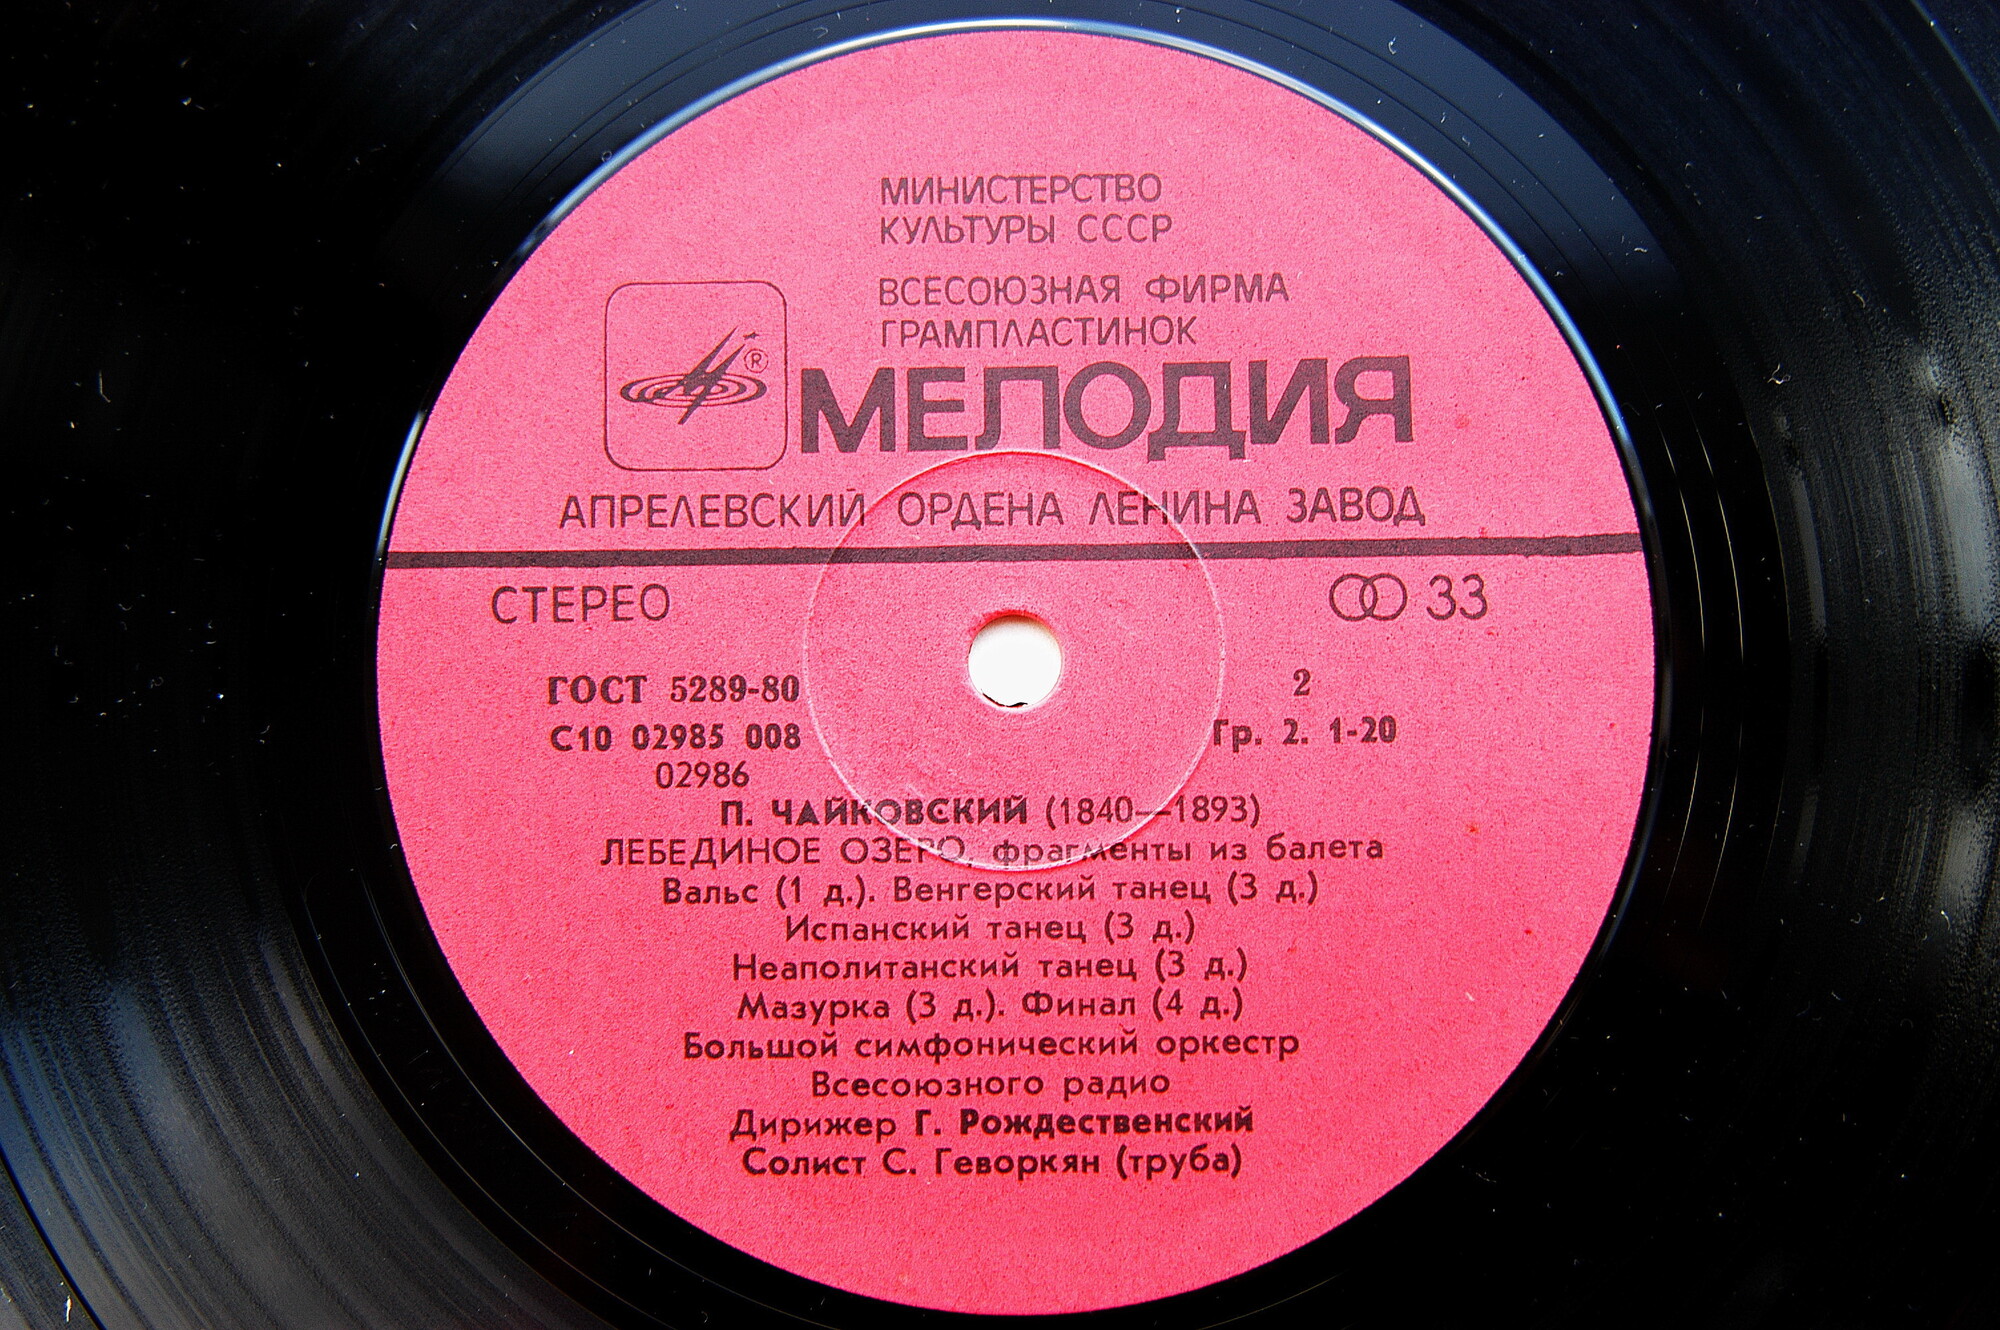 МИНИСТЕРСТВО
КУЛЬТУРЫ СССР
ВСЕСОЮЗНАЯ ФИРМА
ГРАМПЛАСТИНОК
®
МЕЛОДИЯ
АПРЕЛЕВСКИЙ ОРДЕНА ЛЕНИНА ЗАВОД
СТЕРЕО 33
ГОСТ 5289-80 2
С10 02985 008 Гр. 2. 1-20
02986
П. ЧАЙКОВСКИЙ (1840—1893)
ЛЕБЕДИНОЕ ОЗЕРО, фрагменты из балета
Вальс (1 д.). Венгерский танец (3 д.)
Испанский танец (3 д.)
Неаполитанский танец (3 д.)
Мазурка (3 д.). Финал (4 д.)
Большой симфонический оркестр
Всесоюзного радио
Дирижер Г. Рождественский
Солист С. Геворкян (труба)